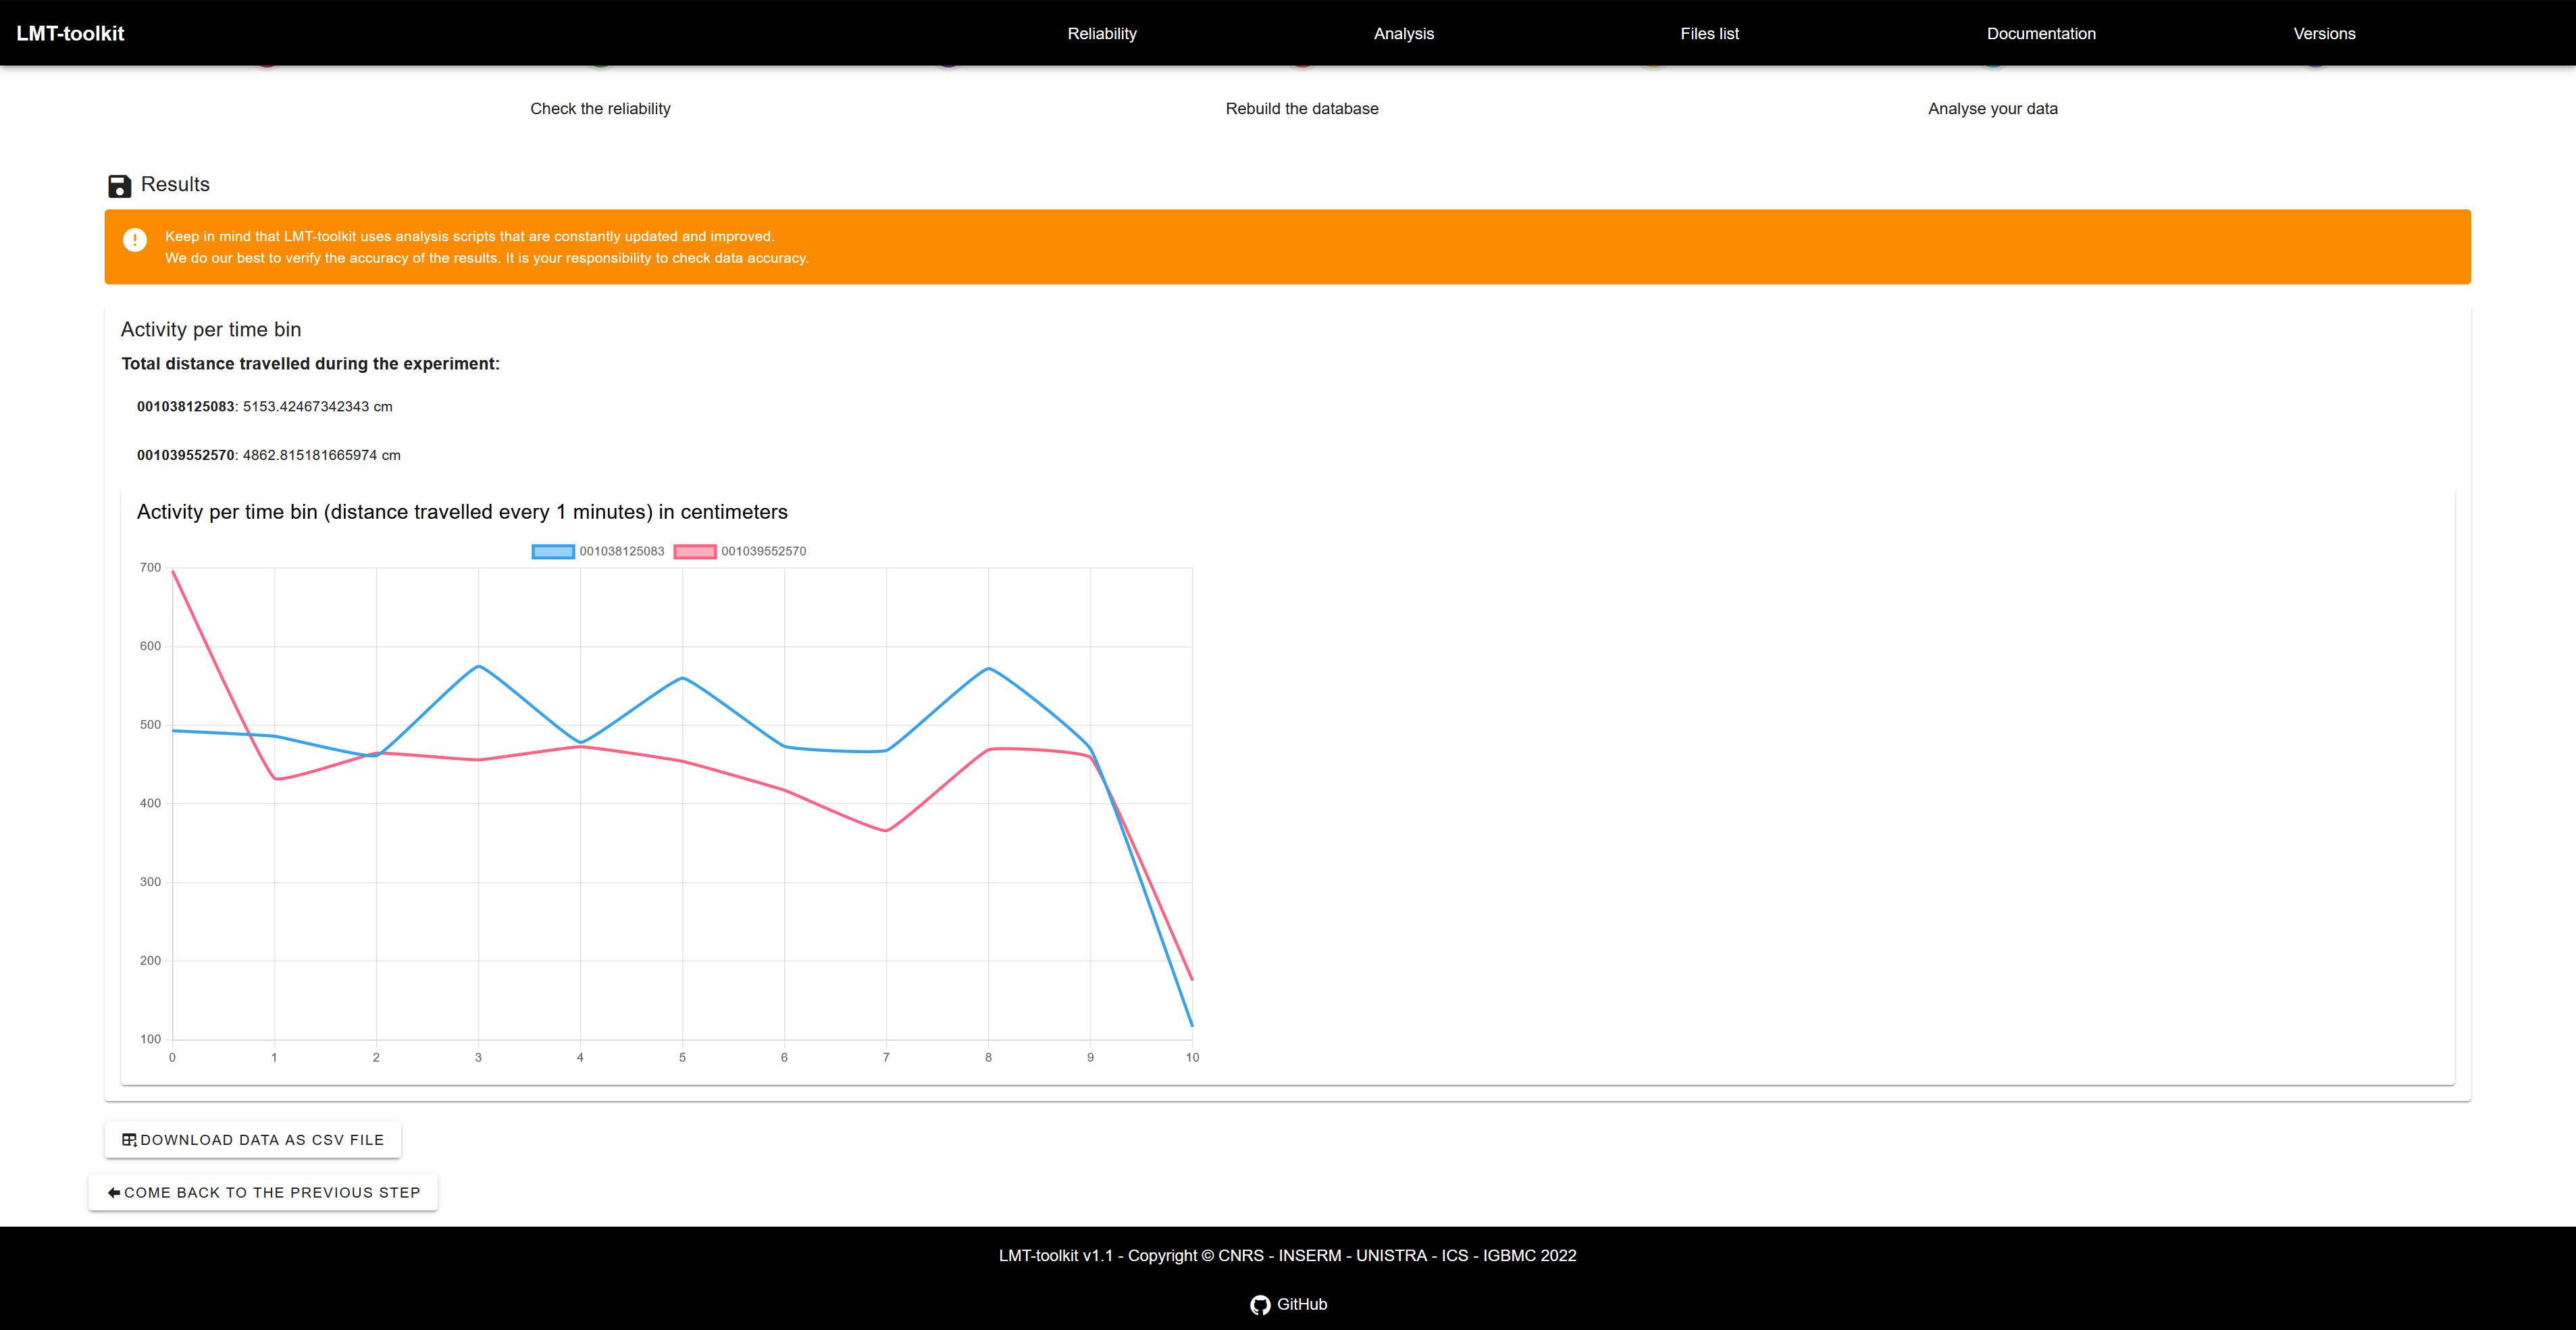 LMT-toolkit
Reliability
Analysis
Files list
Documentation
Versions
Check the reliability
Rebuild the database
Analyse your data
Results
Keep in mind that LMT-toolkit uses analysis scripts that are constantly updated and improved.
We do our best to verify the accuracy of the results. It is your responsibility to check data accuracy.
Activity per time bin
Total distance travelled during the experiment:
001038125083: 5153.42467342343 cm
001039552570: 4862.815181665974 cm
Activity per time bin (distance travelled every 1 minutes) in centimeters
001038125083
001039552570
700
600
500
400
300
200
100
0
1
2
3
4
5
6
7
8
9
10
DOWNLOAD DATA AS CSV FILE
COME BACK TO THE PREVIOUS STEP
LMT-toolkit v1.1 - Copyright © CNRS - INSERM - UNISTRA - ICS - IGBMC 2022
GitHub